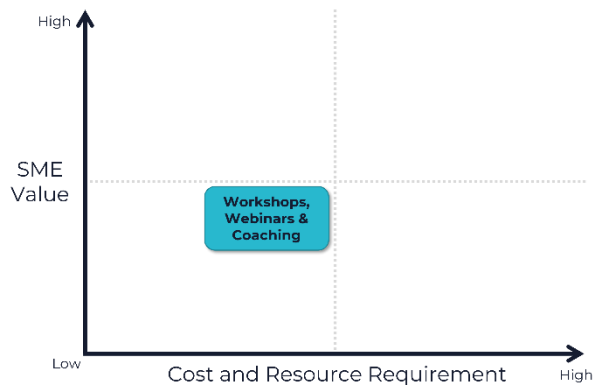 High
SME
Value
Workshops,
Webinars &
Coaching
Low
Cost and Resource Requirement
High